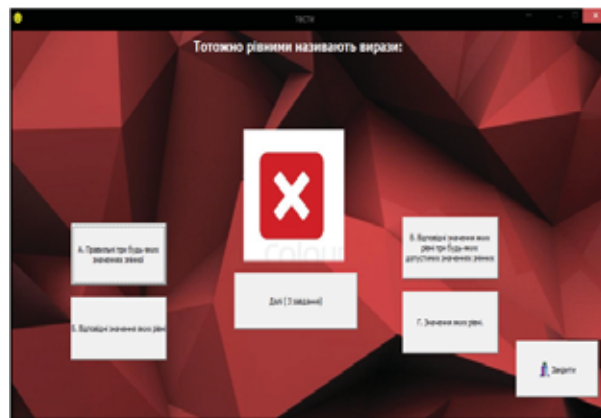 ТЕСТИ
Тотожно рівними називають вирази:
А. Правильні при будь-яких
значеннях змінної
В. Відповідні значення яких
рівні при будь-яких
допустимих значеннях змінних
Далі ( 3 завдання)
Б. Відповідні значення яких рівні
Г. Значення яких рівні.
Закрити